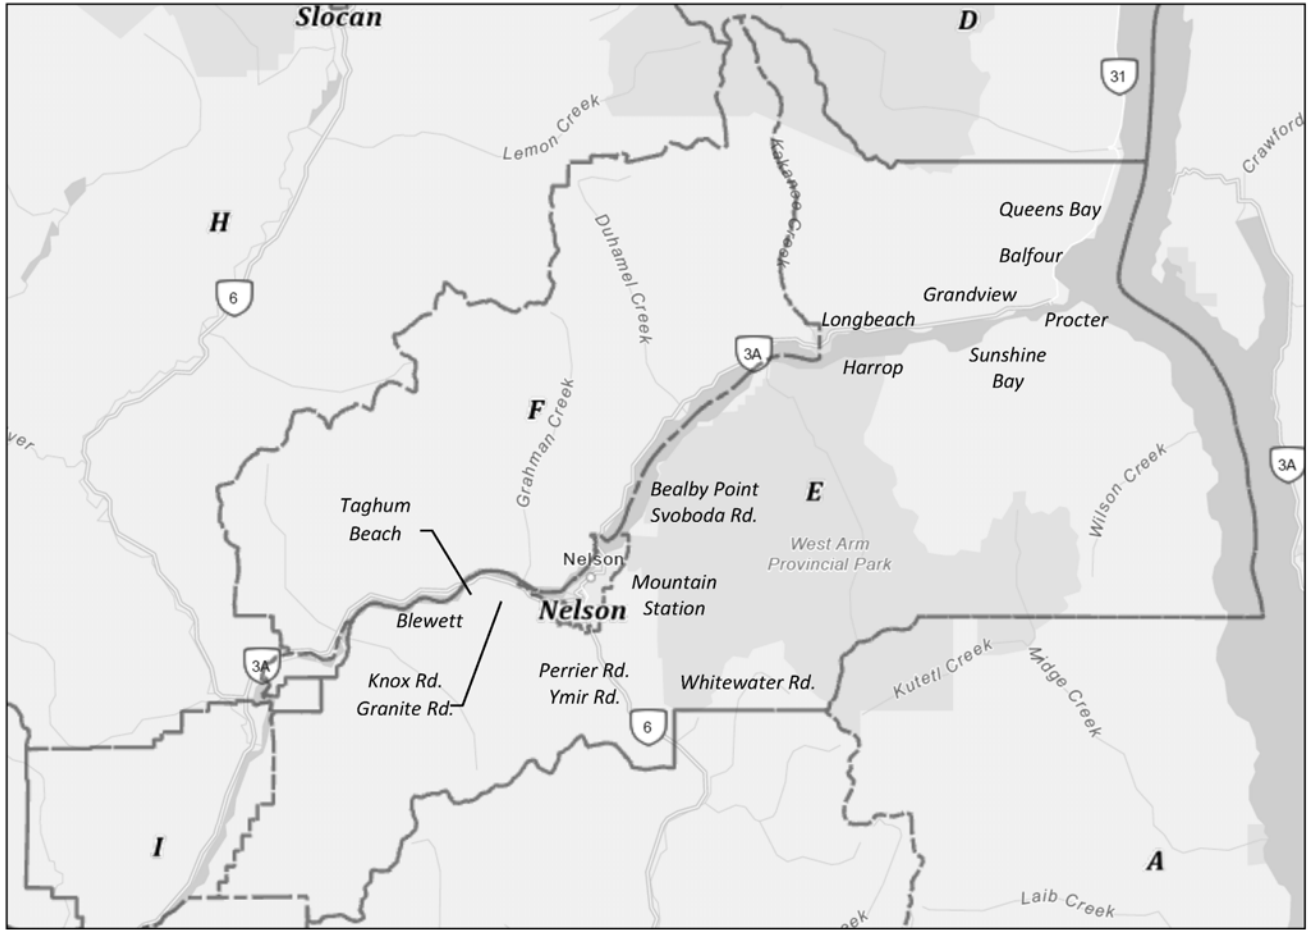 Slocan
D
31
Lemon Creek
Crawford
Kokanee Creek
H
Queens Bay
Duhamel Creek
Balfour
6
Grandview
Longbeach
Procter
3A
Harrop
Sunshine
Bay
F
Grahman Creek
ver
3A
Wilson Creek
Bealby Point
Svoboda Rd.
E
Taghum
Beach
West Arm
Provincial Park
Nelson
Mountain
Station
Nelson
Blewett
3A
Knox Rd.
Granite Rd.
Perrier Rd.
Ymir Rd.
Whitewater Rd.
Kutetl Creek
Midge Creek
6
I
A
Laib Creek
eek